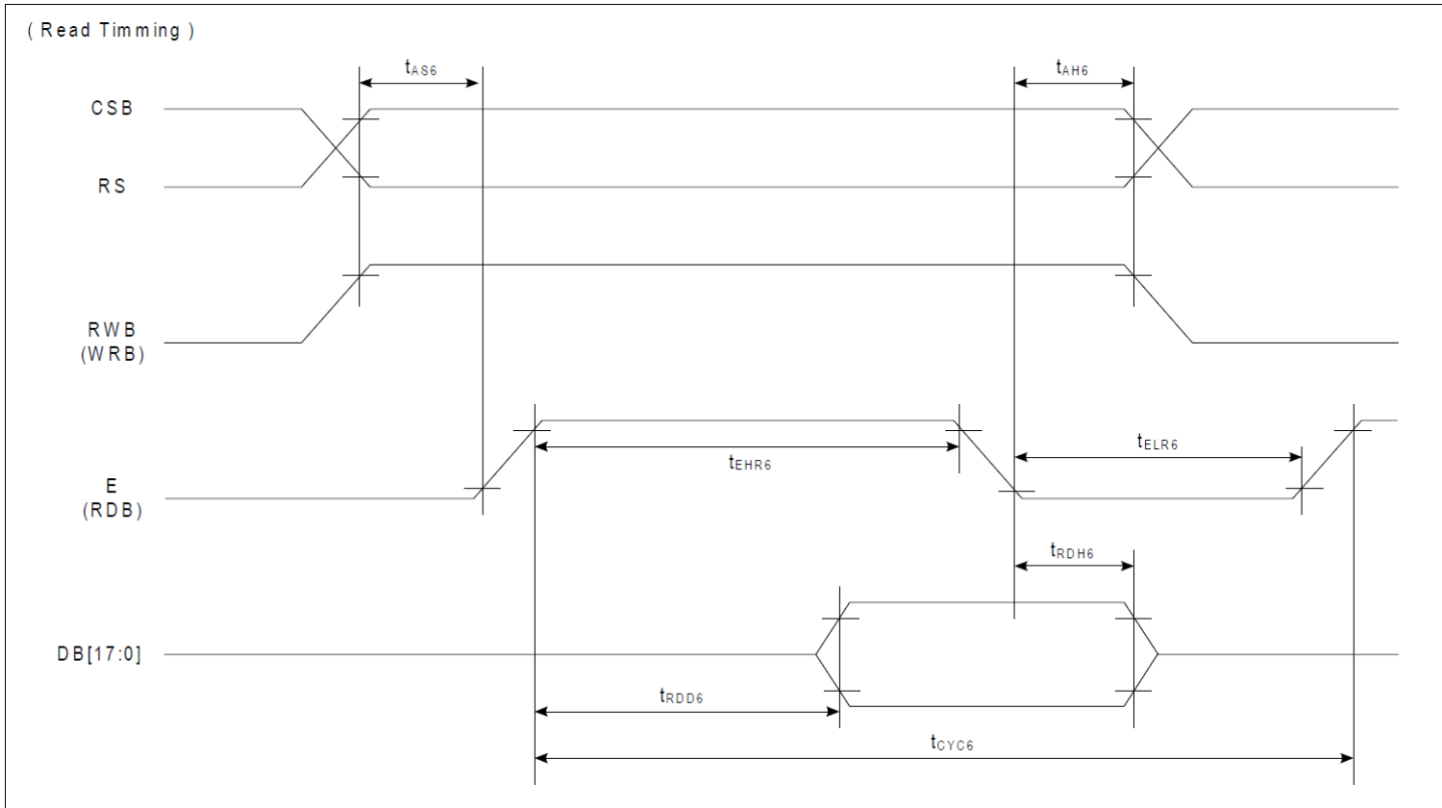 ( Read Timming )
tAS6
tAH6
CSB
RS
RWB
(WRB)
tEHR6
tELR6
E
(RDB)
tRDH6
DB[17:0]
tRDD6
tCYC6